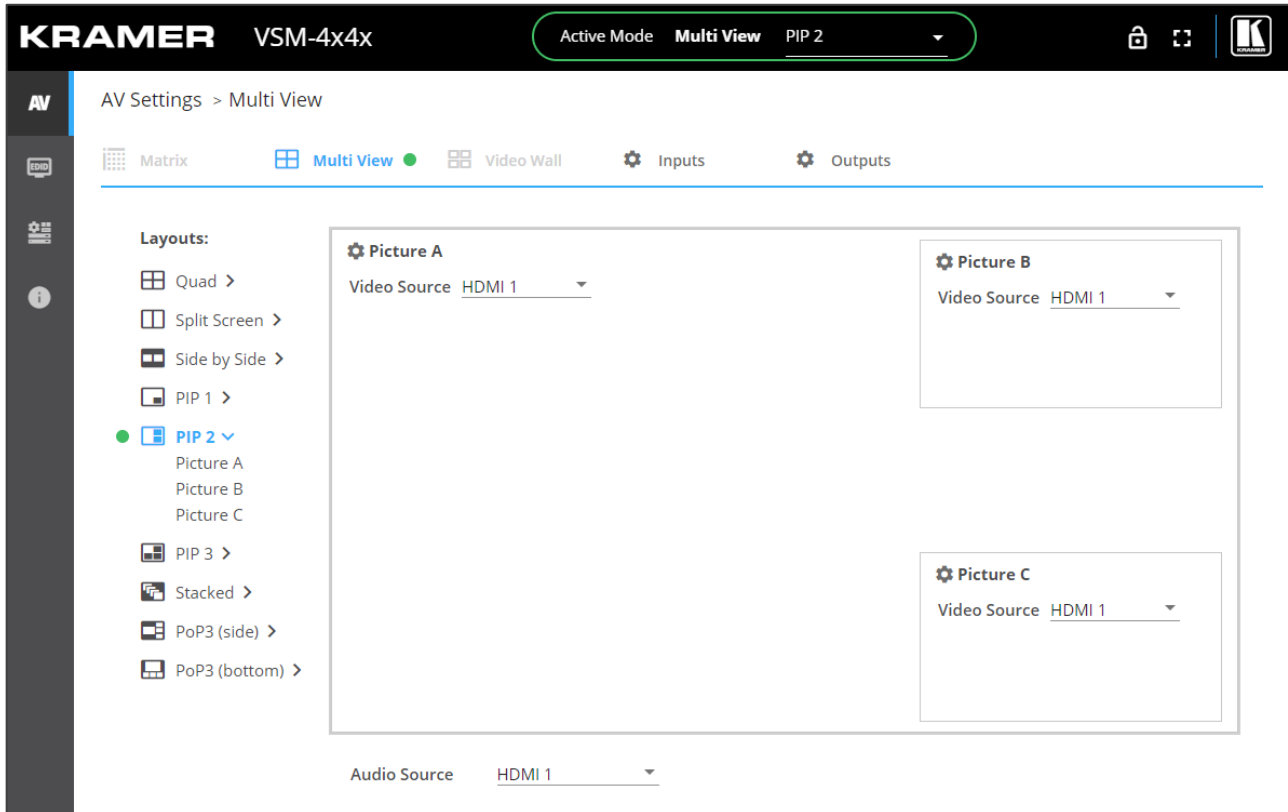 KRAMER VSM-4x4x Active Mode Multi View PIP 2
KRAMER
AV
AV Settings > Multi View
EDID
Matrix Multi View Video Wall Inputs Outputs
Layouts:
Quad >
Split Screen >
Side by Side >
PIP 1 >
PIP 2
Picture A
Picture B
Picture C
PIP 3 >
Stacked >
PoP3 (side) >
PoP3 (bottom) >
Picture A
Video Source HDMI 1
Picture B
Video Source HDMI 1
Picture C
Video Source HDMI 1
Audio Source HDMI 1